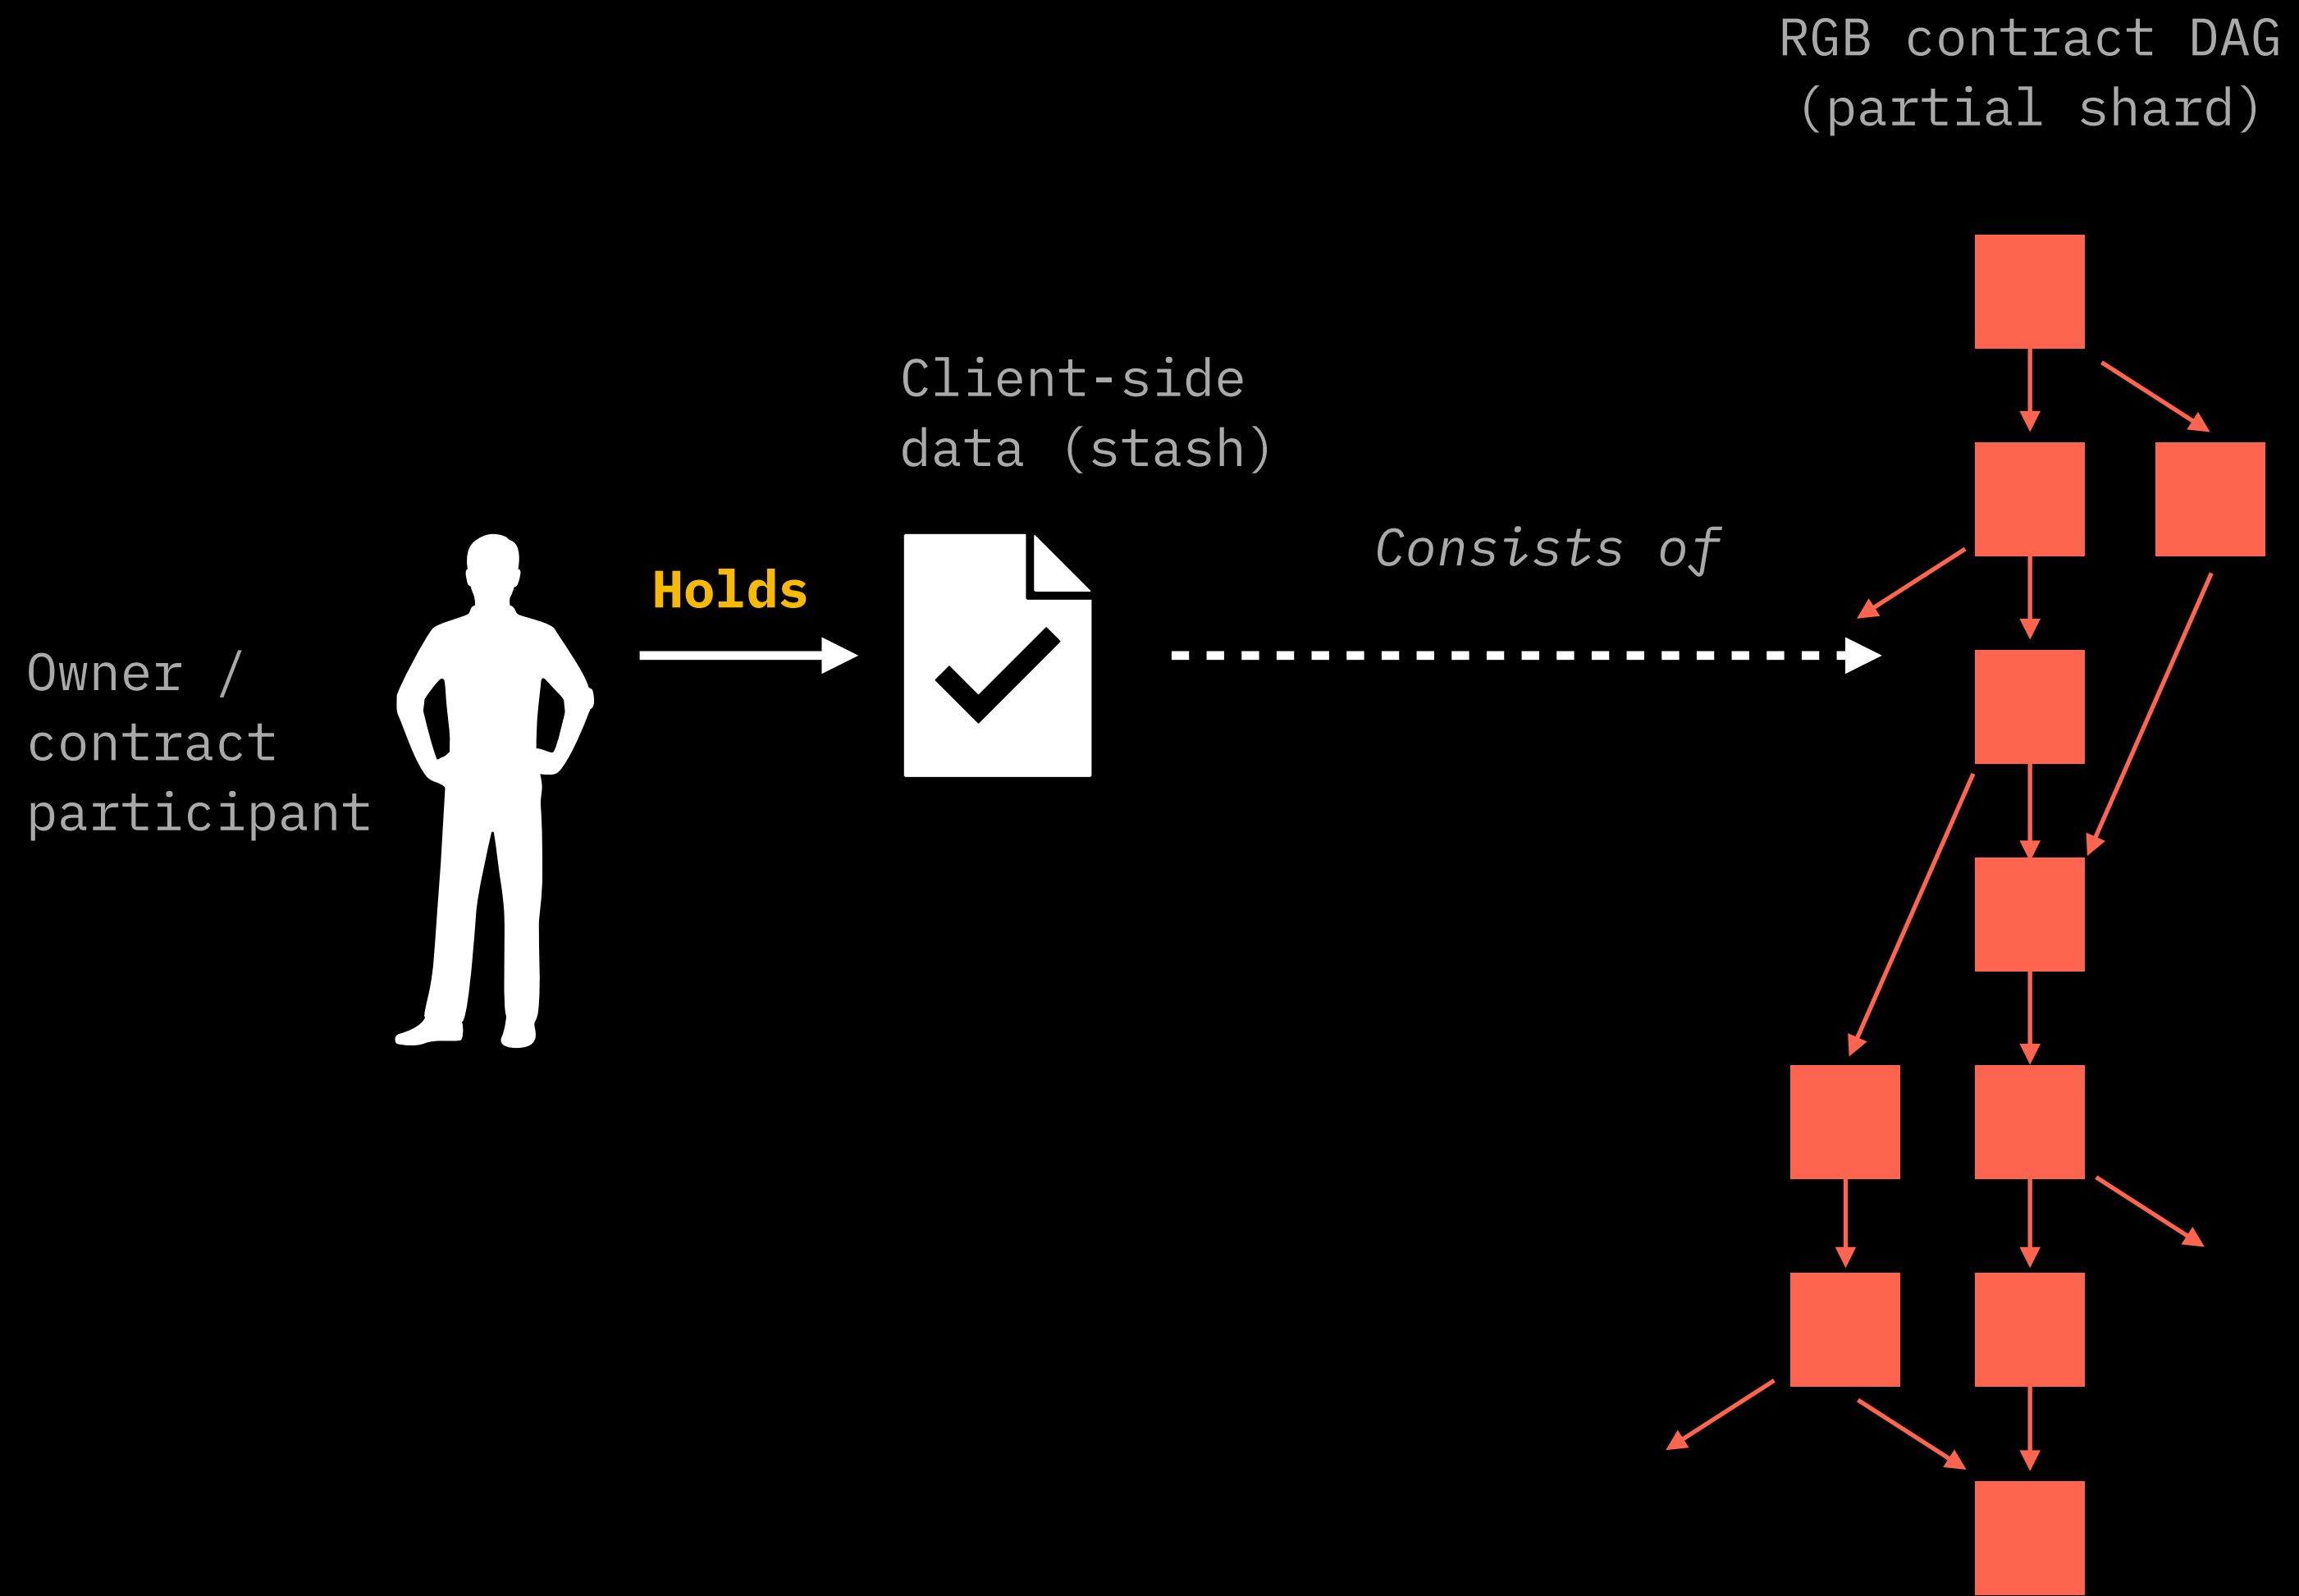 RGB contract DAG
(partial shard)
Client-side
data (stash)
Consists of
Holds
Owner /
contract
participant